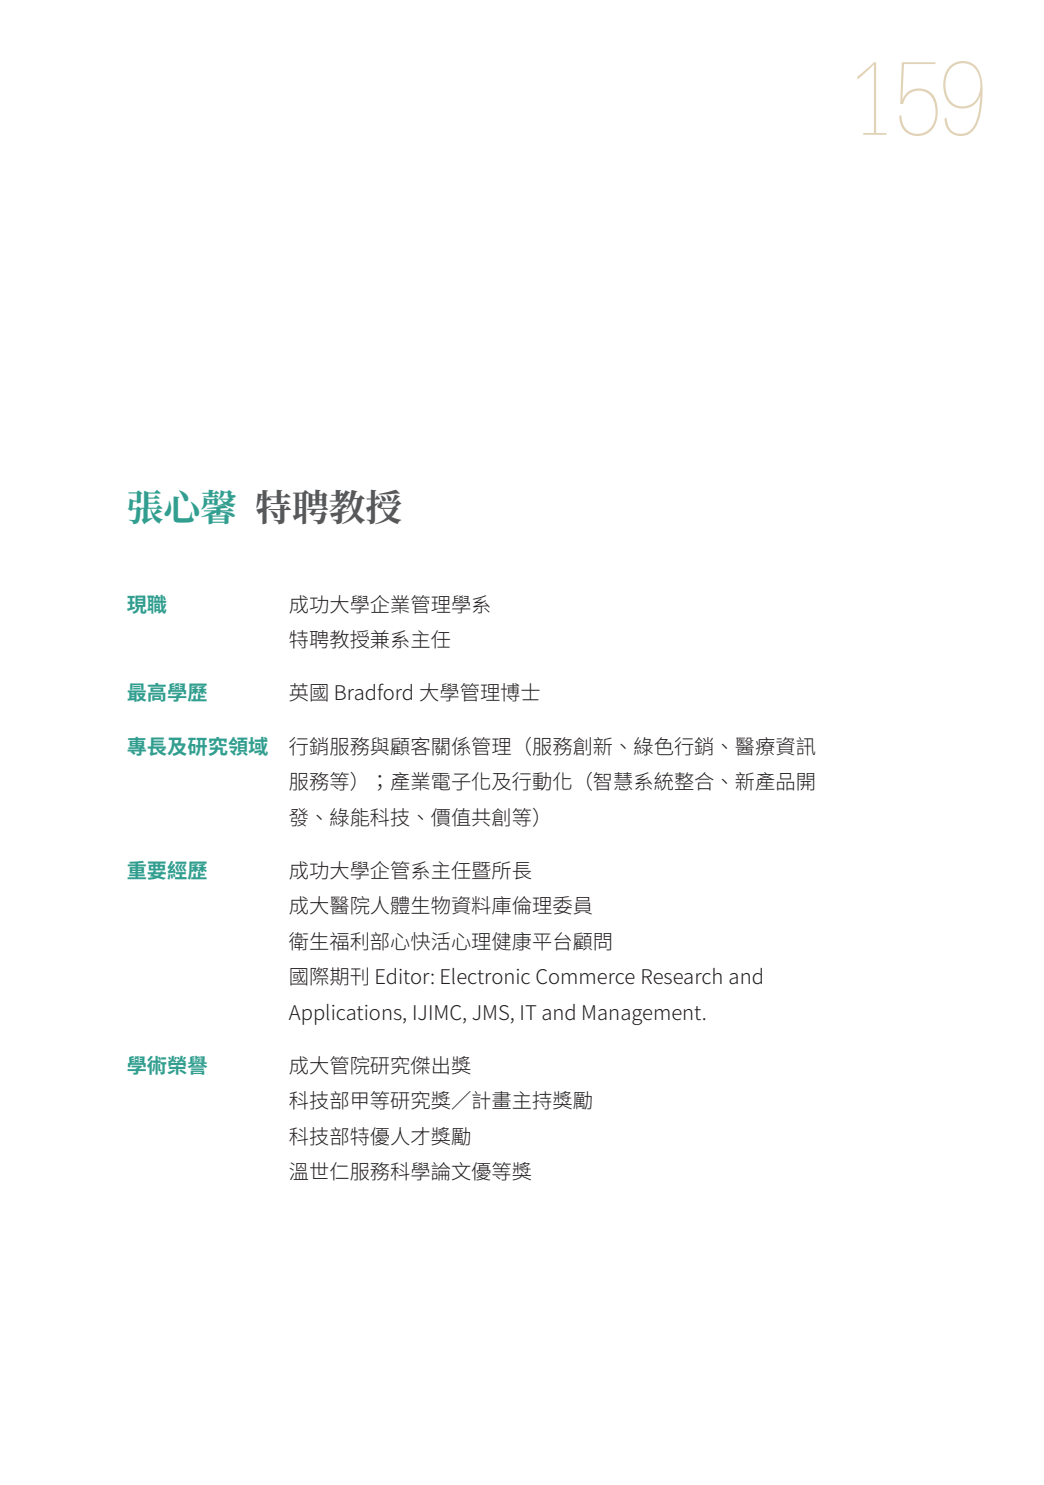 159
張心馨 特聘教授
現職 成功大學企業管理學系
特聘教授兼系主任
最高學歷 英國 Bradford 大學管理博士
專長及研究領域 行銷服務與顧客關係管理（服務創新、綠色行銷、醫療資訊
服務等）；產業電子化及行動化（智慧系統整合、新產品開
發、綠能科技、價值共創等）
重要經歷 成功大學企管系主任暨所長
成大醫院人體生物資料庫倫理委員
衛生福利部心快活心理健康平台顧問
國際期刊 Editor: Electronic Commerce Research and
Applications, IJIMC, JMS, IT and Management.
學術榮譽 成大管院研究傑出獎
科技部甲等研究獎／計畫主持獎勵
科技部特優人才獎勵
溫世仁服務科學論文優等獎